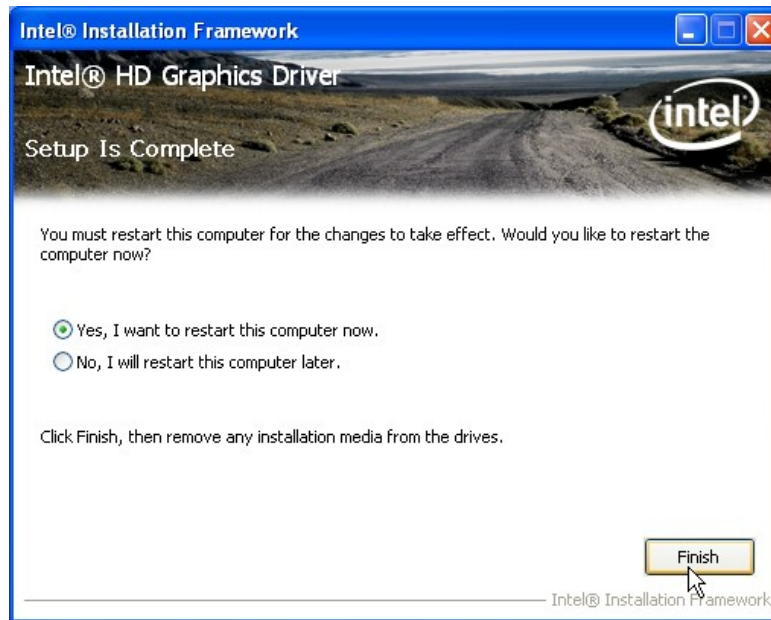 Intel® Installation Framework
Intel® HD Graphics Driver
intel
Setup Is Complete
You must restart this computer for the changes to take effect. Would you like to restart the
computer now?
Yes, I want to restart this computer now.
No, I will restart this computer later.
Click Finish, then remove any installation media from the drives.
Finish
Intel® Installation Framework